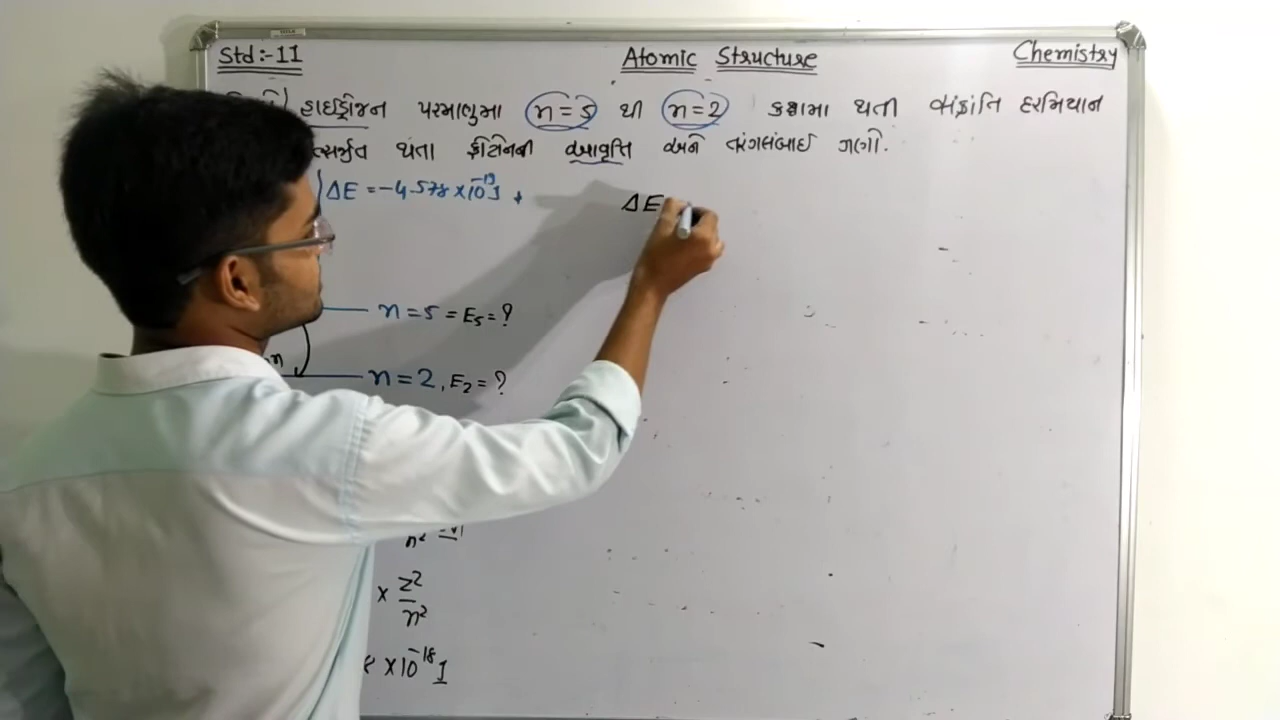 Std:-11
Atomic Structure
Chemistry
હાઇડ્રોજન પરમાણુમા n=5 થી n=2 કક્ષામા થતી સંક્રાંતિ દરમિયાન
ત્સર્જીત થતા ફોટોનની આવૃત્તિ અને તરંગલંબાઈ ગણો.
ΔE = -4.578 × 10⁻¹⁹ J
ΔE
n = 5 = E₅ = ?
n = 2, E₂ = ?
n²
× Z²/n²
8 × 10⁻¹⁸ J